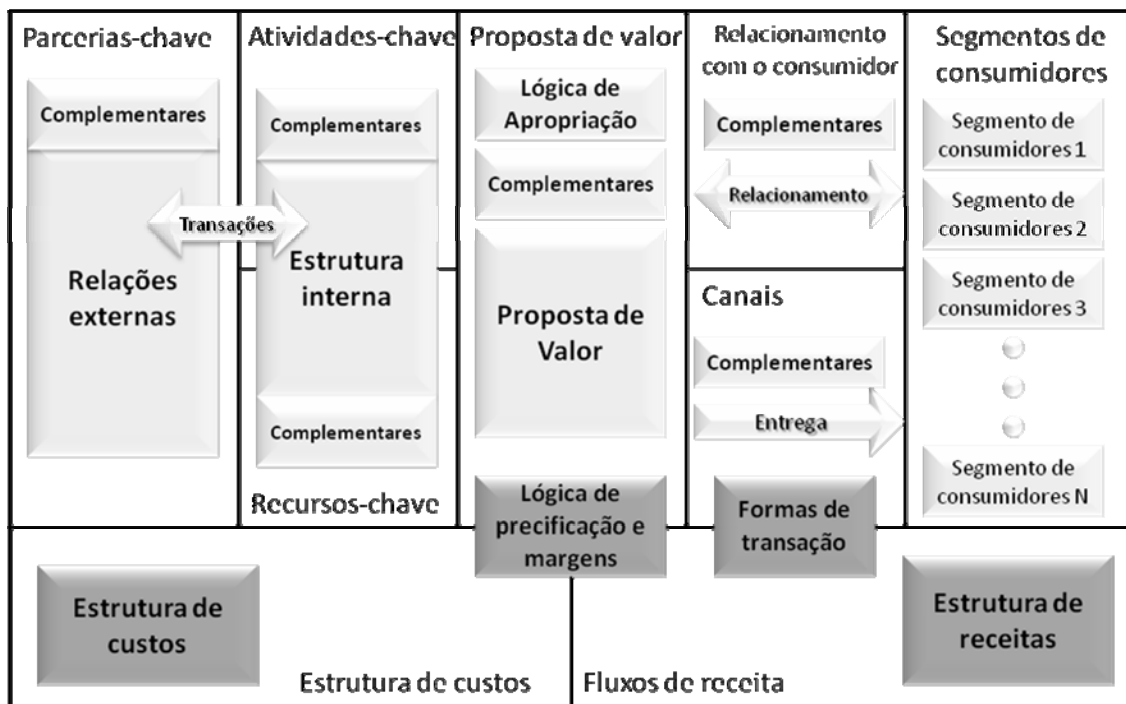 Parcerias-chave
Complementares
Transações
Relações
externas
Atividades-chave
Complementares
Estrutura
interna
Complementares
Recursos-chave
Proposta de valor
Lógica de
Apropriação
Complementares
Proposta de
Valor
Lógica de
precificação e
margens
Relacionamento
com o consumidor
Complementares
Relacionamento
Canais
Complementares
Entrega
Formas de
transação
Segmentos de
consumidores
Segmento de
consumidores 1
Segmento de
consumidores 2
Segmento de
consumidores 3
Segmento de
consumidores N
Estrutura de
custos
Estrutura de custos
Fluxos de receita
Estrutura de
receitas